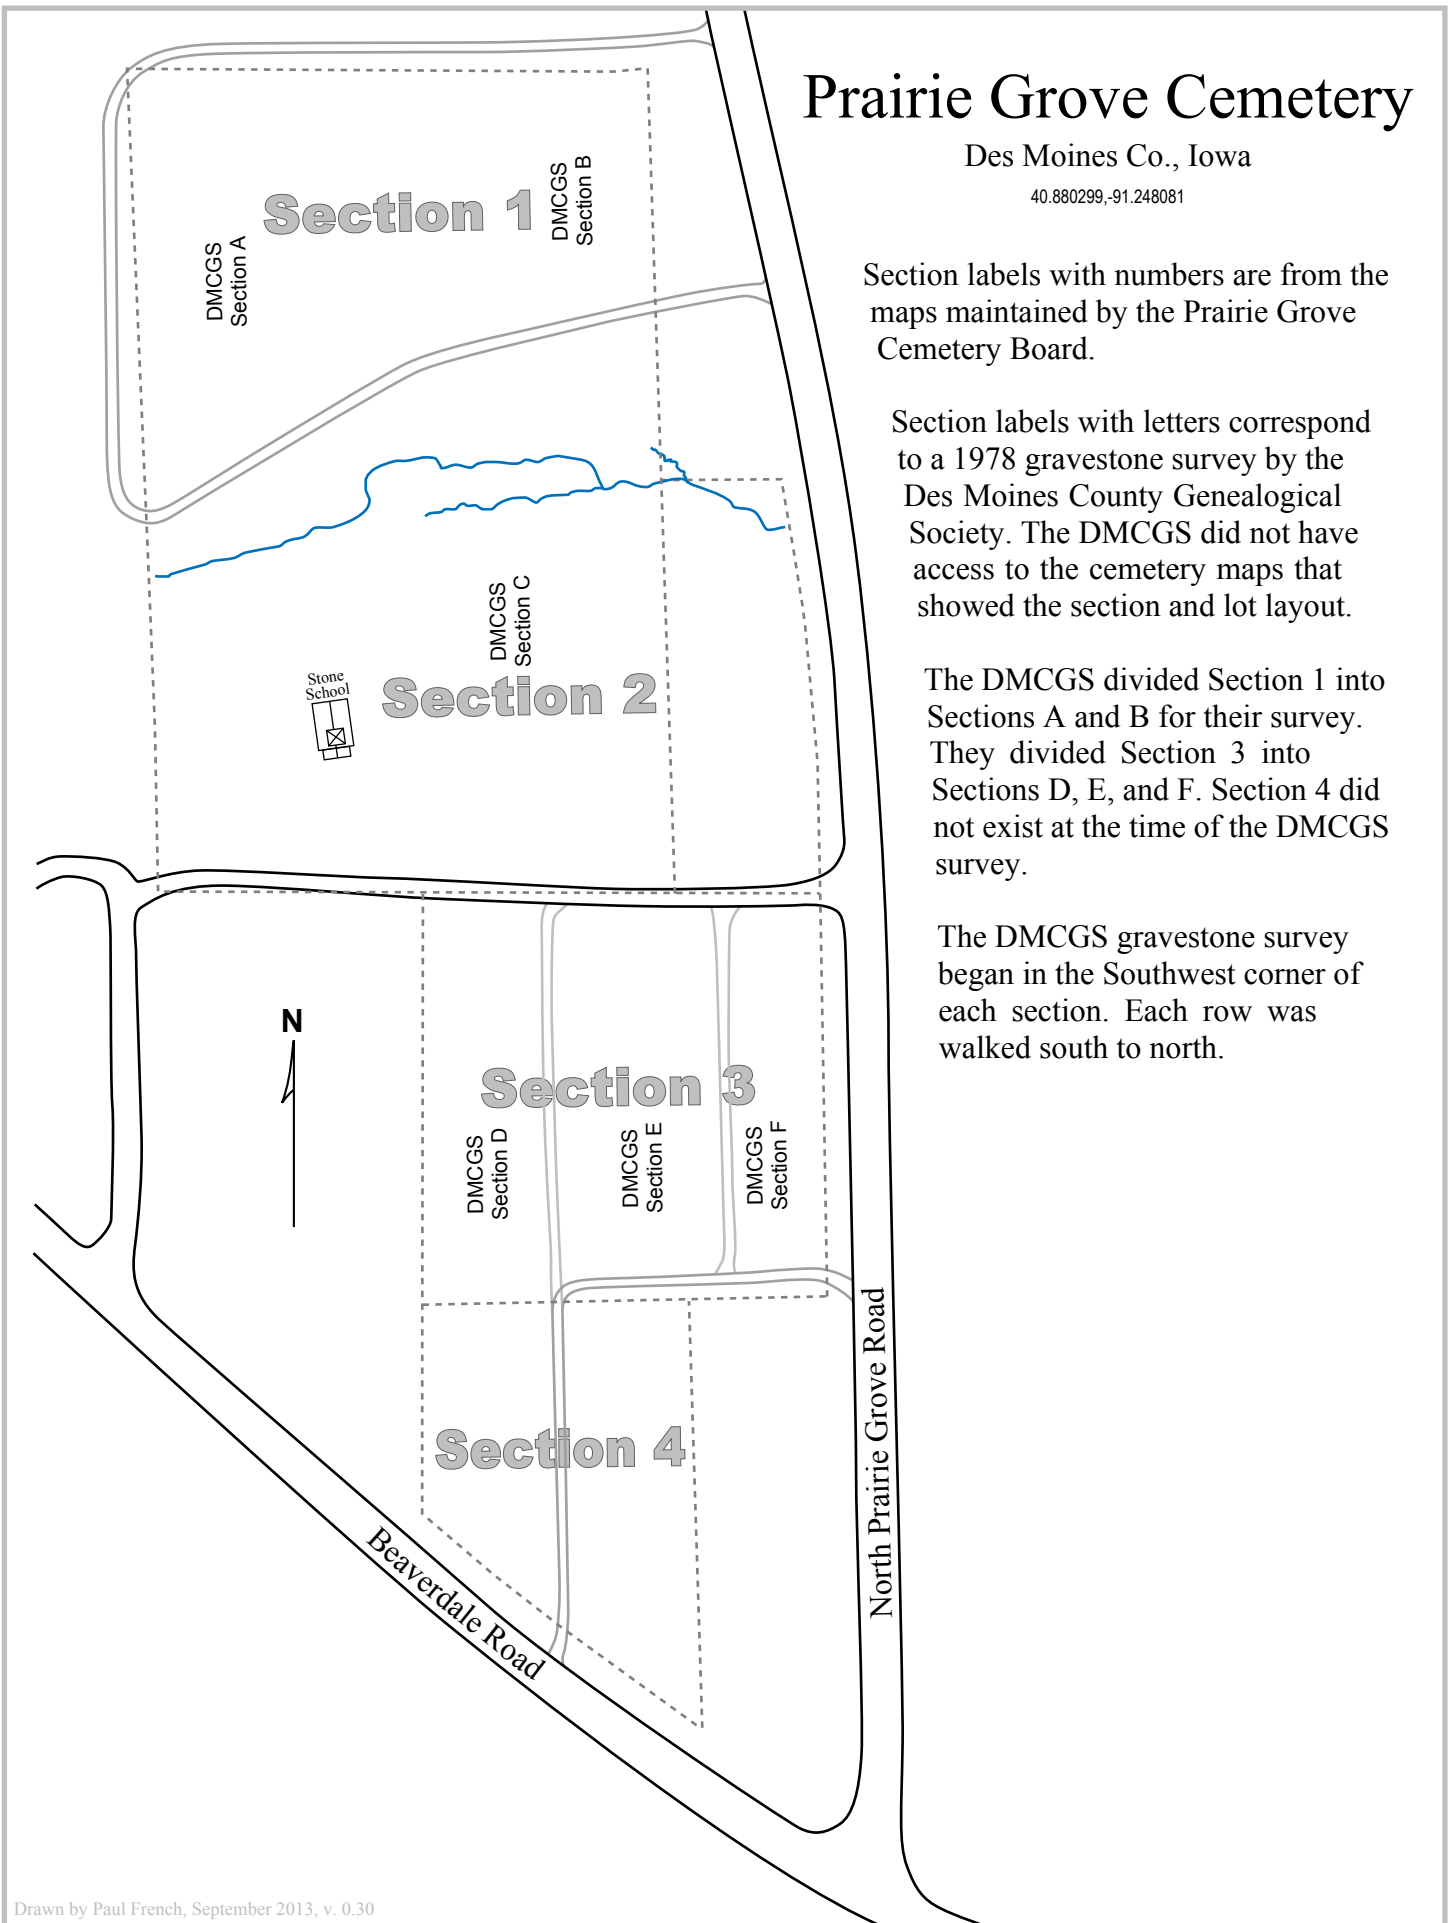 Prairie Grove Cemetery
Des Moines Co., Iowa
40.880299,-91.248081
Section labels with numbers are from the
maps maintained by the Prairie Grove
Cemetery Board.
Section labels with letters correspond
to a 1978 gravestone survey by the
Des Moines County Genealogical
Society. The DMCGS did not have
access to the cemetery maps that
showed the section and lot layout.
The DMCGS divided Section 1 into
Sections A and B for their survey.
They divided Section 3 into
Sections D, E, and F. Section 4 did
not exist at the time of the DMCGS
survey.
The DMCGS gravestone survey
began in the Southwest corner of
each section. Each row was
walked south to north.
Section 1
DMCGS
Section A
DMCGS
Section B
DMCGS
Section C
Section 2
Stone
School
N
Section 3
DMCGS
Section D
DMCGS
Section E
DMCGS
Section F
Section 4
North Prairie Grove Road
Beaverdale Road
Drawn by Paul French, September 2013, v. 0.30